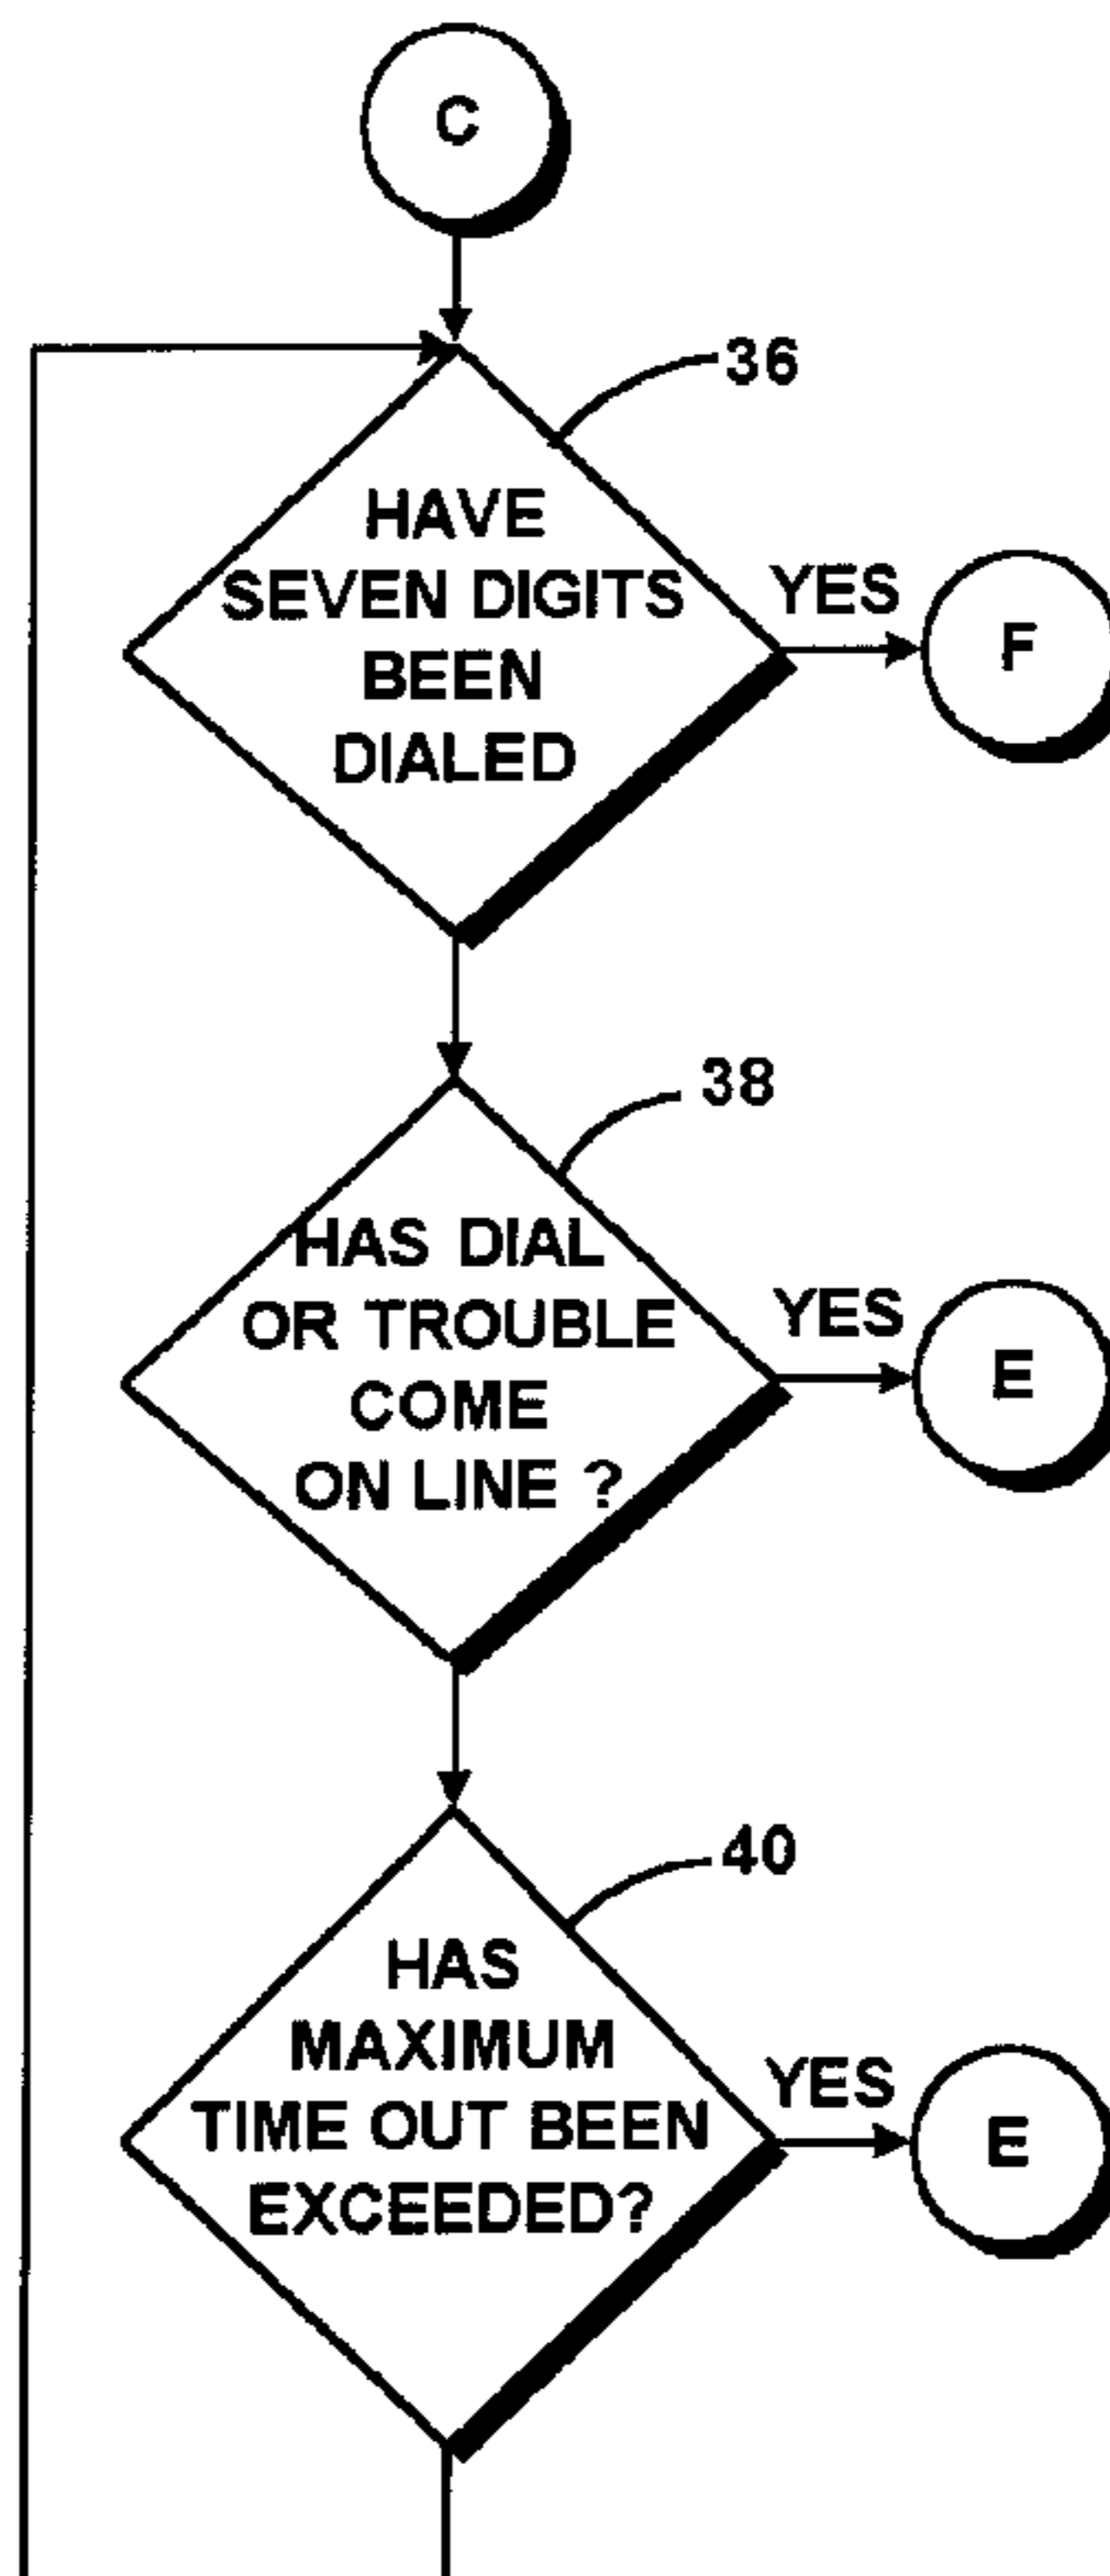 C
36
HAVE
SEVEN DIGITS
BEEN
DIALED
YES
F
38
HAS DIAL
OR TROUBLE
COME
ON LINE ?
YES
E
40
HAS
MAXIMUM
TIME OUT BEEN
EXCEEDED?
YES
E